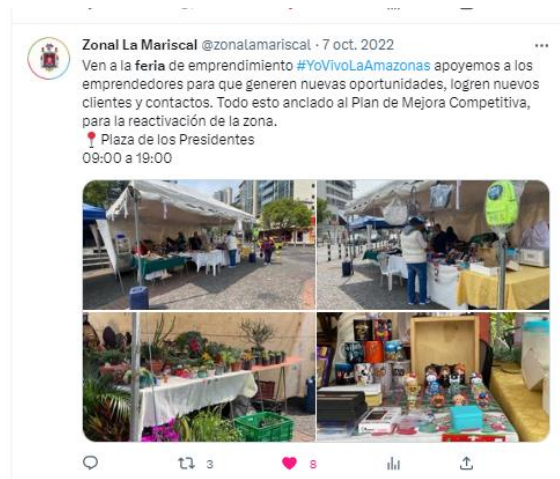 Zonal La Mariscal @zonalamariscal · 7 oct. 2022
Ven a la feria de emprendimiento #YoVivoLaAmazonas apoyemos a los
emprendedores para que generen nuevas oportunidades, logren nuevos
clientes y contactos. Todo esto anclado al Plan de Mejora Competitiva,
para la reactivación de la zona.
📍 Plaza de los Presidentes
09:00 a 19:00
3
8